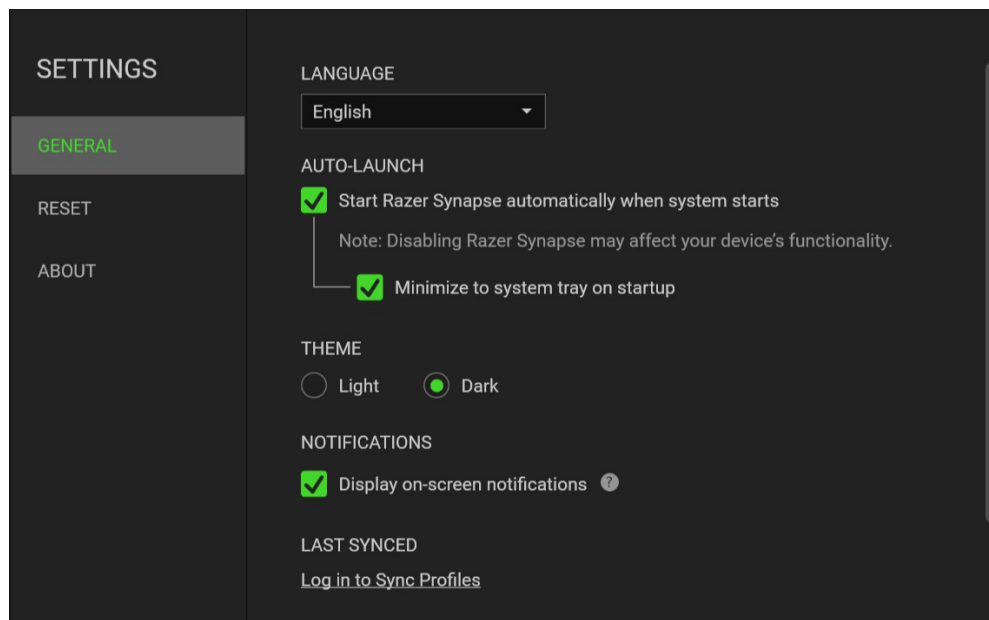 SETTINGS
GENERAL
RESET
ABOUT
LANGUAGE
English
AUTO-LAUNCH
Start Razer Synapse automatically when system starts
Note: Disabling Razer Synapse may affect your device’s functionality.
Minimize to system tray on startup
THEME
Light Dark
NOTIFICATIONS
Display on-screen notifications ?
LAST SYNCED
Log in to Sync Profiles